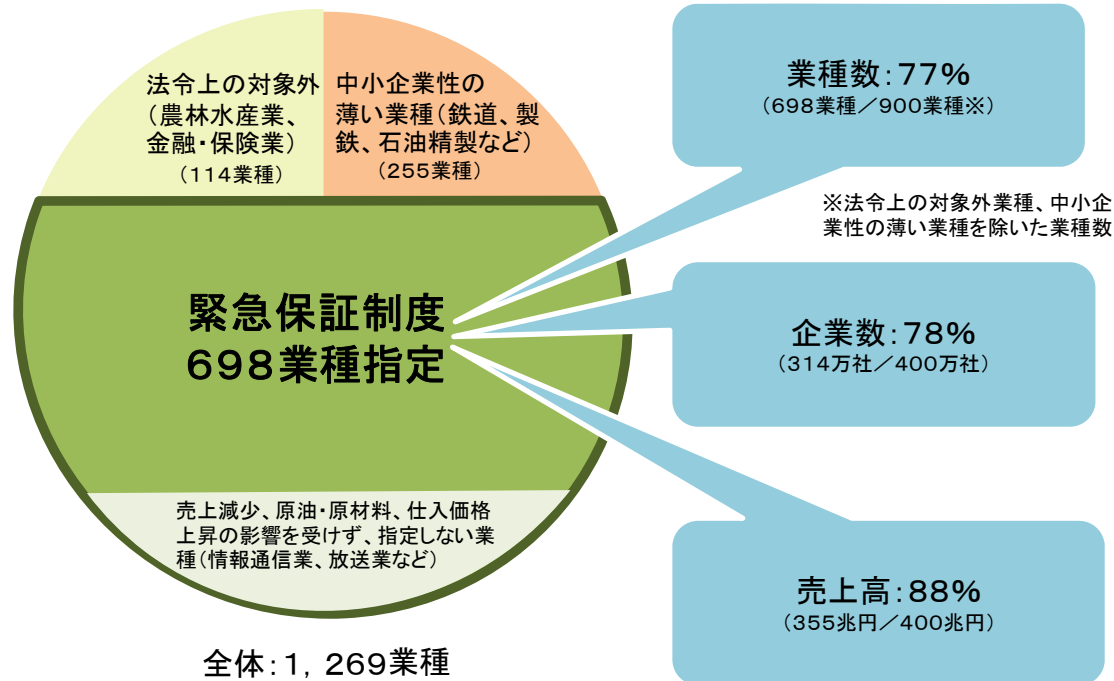 法令上の対象外
(農林水産業、
金融・保険業)
(114業種)
中小企業性の
薄い業種(鉄道、製
鉄、石油精製など)
(255業種)
緊急保証制度
698業種指定
売上減少、原油・原材料、仕入価格
上昇の影響を受けず、指定しない業
種(情報通信業、放送業など)
全体:1,269業種
業種数:77%
(698業種/900業種※)
※法令上の対象外業種、中小企
業性の薄い業種を除いた業種数
企業数:78%
(314万社/400万社)
売上高:88%
(355兆円/400兆円)